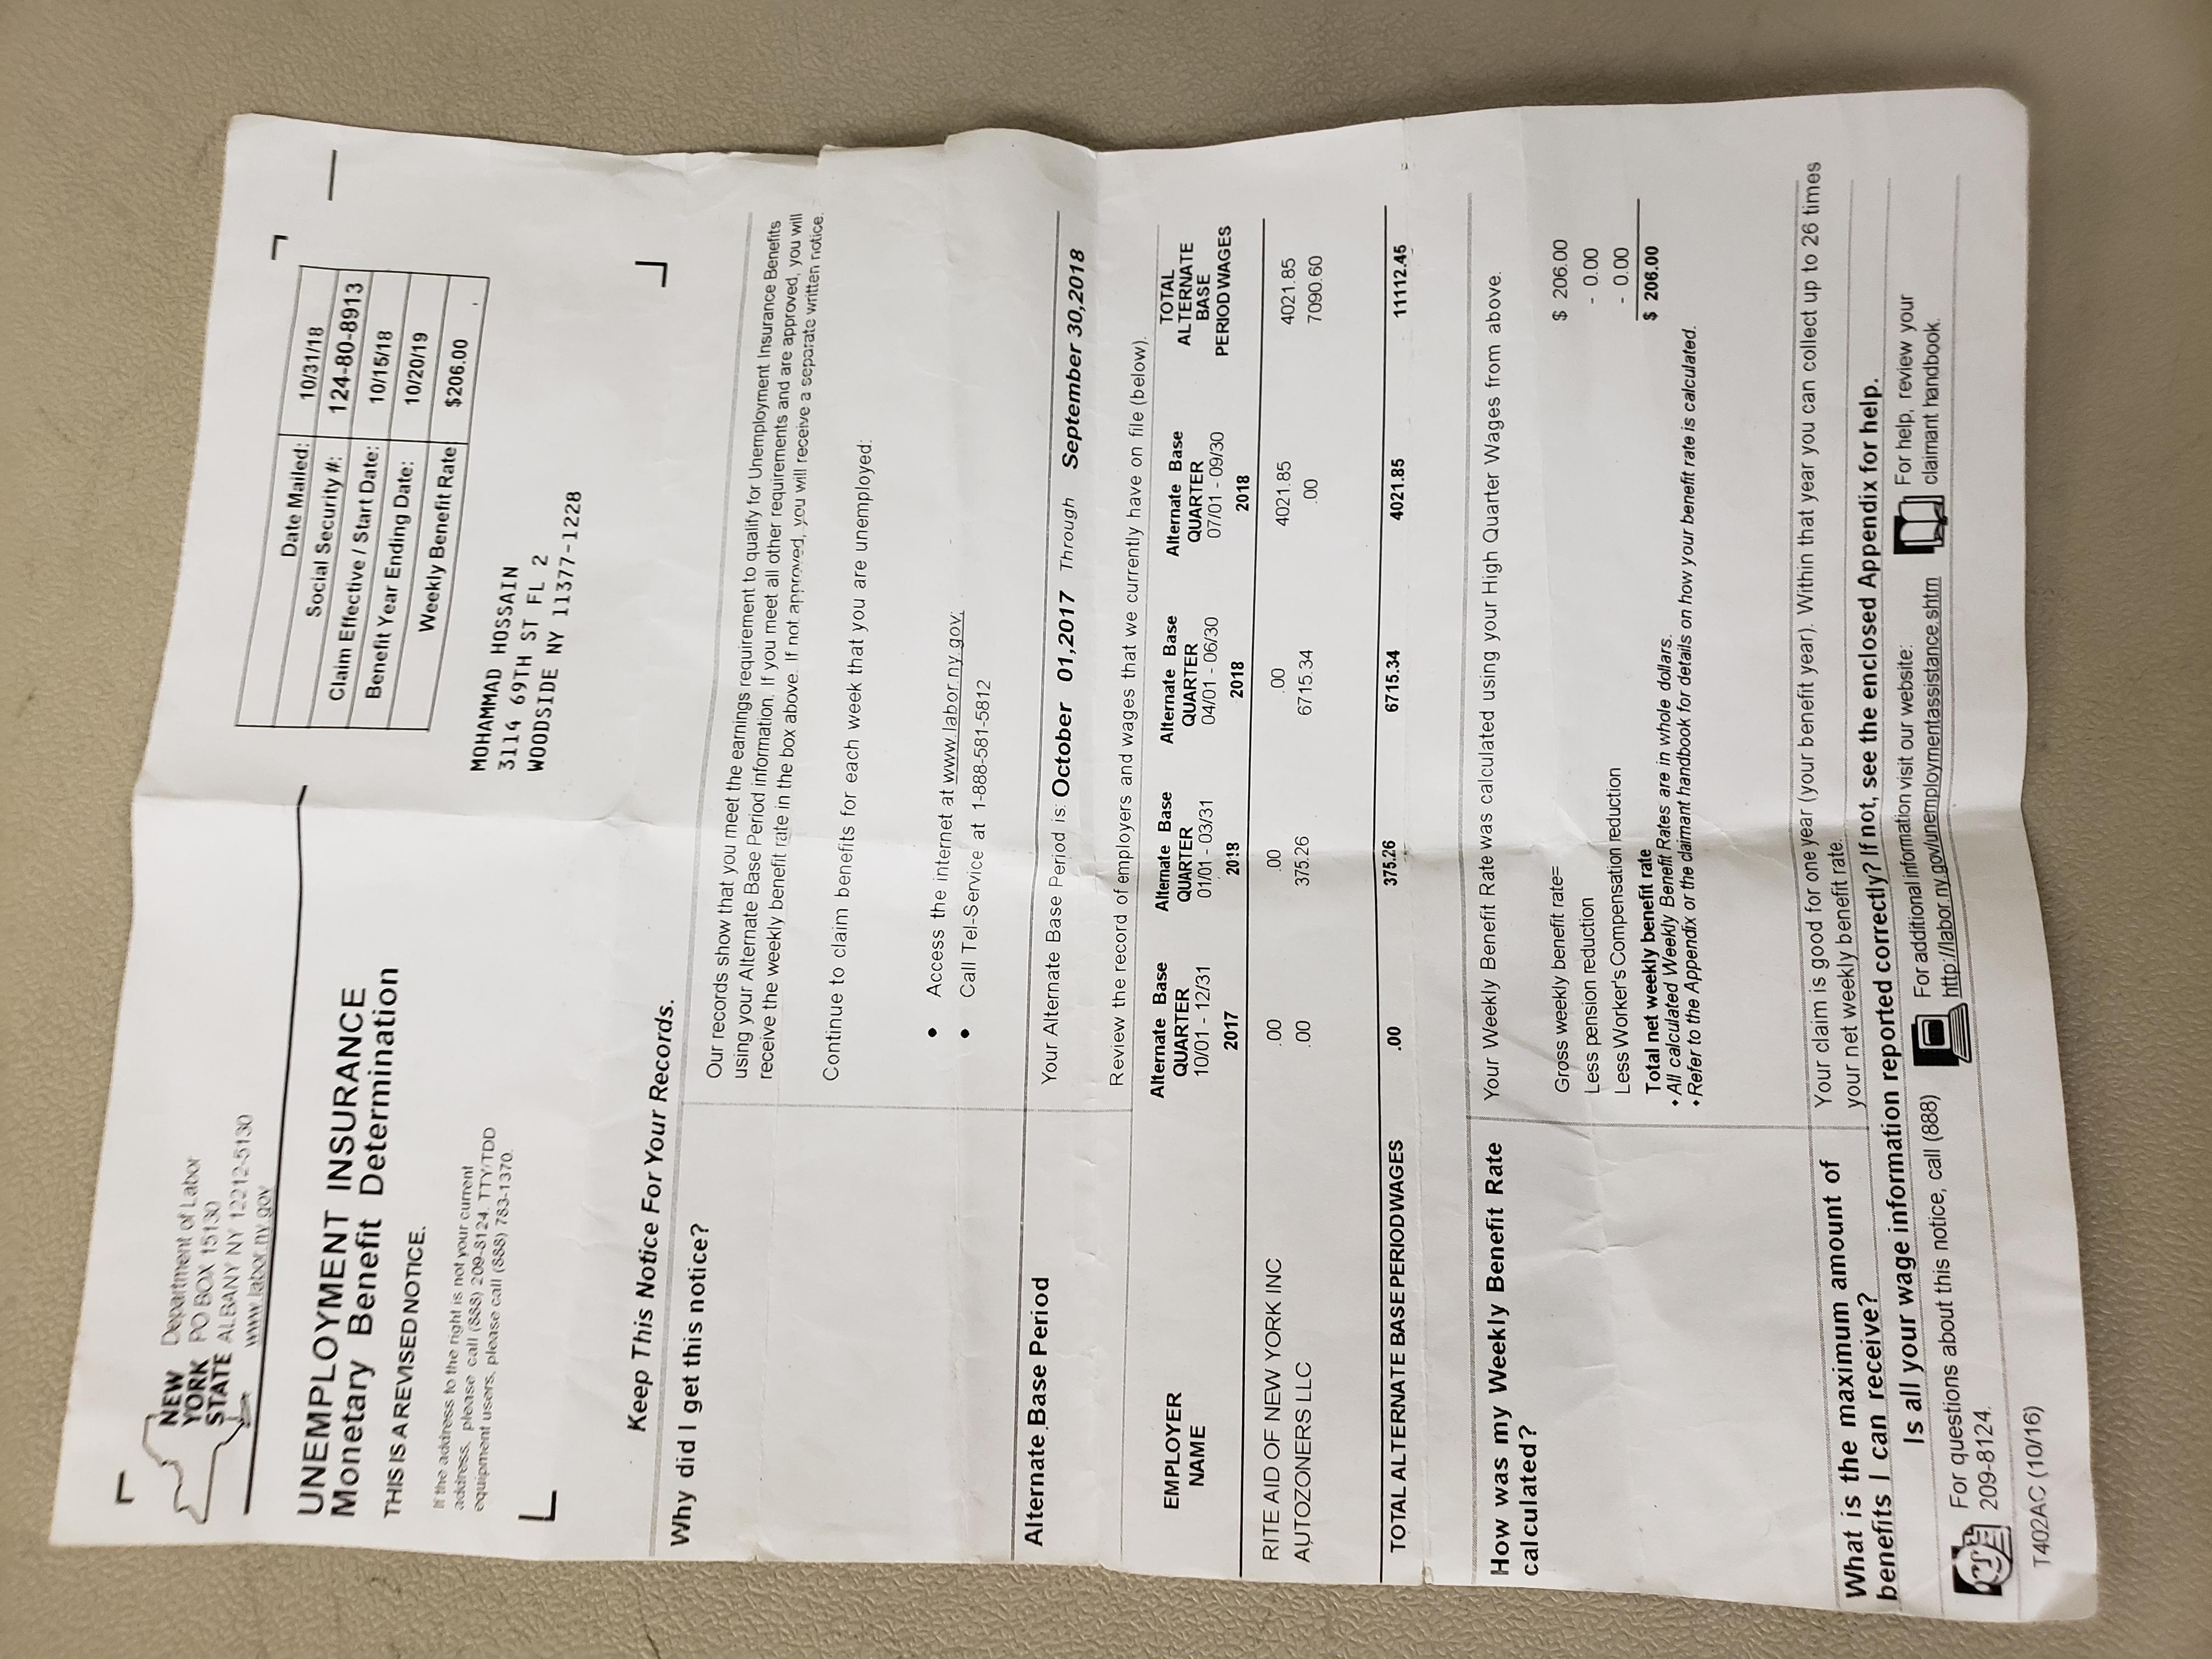 NEW YORK STATE
Department of Labor
PO BOX 15130
ALBANY NY 12212-5130
www.labor.ny.gov
UNEMPLOYMENT INSURANCE
Monetary Benefit Determination
THIS IS A REVISED NOTICE.
If the address to the right is not your current
address, please call (888) 209-8124. TTY/TDD
equipment users, please call (888) 783-1370.
Date Mailed: 10/31/18
Social Security #: 124-80-8913
Claim Effective / Start Date: 10/15/18
Benefit Year Ending Date: 10/20/19
Weekly Benefit Rate $206.00
MOHAMMAD HOSSAIN
3114 69TH ST FL 2
WOODSIDE NY 11377-1228
Keep This Notice For Your Records.
Why did I get this notice?
Our records show that you meet the earnings requirement to qualify for Unemployment Insurance Benefits
using your Alternate Base Period information. If you meet all other requirements and are approved, you will
receive the weekly benefit rate in the box above. If not approved, you will receive a separate written notice.
Continue to claim benefits for each week that you are unemployed:
• Access the internet at www.labor.ny.gov;
• Call Tel-Service at 1-888-581-5812
Alternate Base Period
Your Alternate Base Period is: October 01,2017 Through September 30,2018
Review the record of employers and wages that we currently have on file (below).
EMPLOYER NAME
Alternate Base QUARTER 10/01 - 12/31 2017
Alternate Base QUARTER 01/01 - 03/31 2018
Alternate Base QUARTER 04/01 - 06/30 2018
Alternate Base QUARTER 07/01 - 09/30 2018
TOTAL ALTERNATE BASE PERIOD WAGES
RITE AID OF NEW YORK INC .00 .00 .00 4021.85 4021.85
AUTOZONERS LLC .00 375.26 6715.34 .00 7090.60
TOTAL ALTERNATE BASE PERIOD WAGES .00 375.26 6715.34 4021.85 11112.45
How was my Weekly Benefit Rate
calculated?
Your Weekly Benefit Rate was calculated using your High Quarter Wages from above.
Gross weekly benefit rate= $ 206.00
Less pension reduction - 0.00
Less Worker's Compensation reduction - 0.00
Total net weekly benefit rate $ 206.00
• All calculated Weekly Benefit Rates are in whole dollars.
• Refer to the Appendix or the claimant handbook for details on how your benefit rate is calculated.
What is the maximum amount of
benefits I can receive?
Your claim is good for one year (your benefit year). Within that year you can collect up to 26 times
your net weekly benefit rate.
Is all your wage information reported correctly? If not, see the enclosed Appendix for help.
For questions about this notice, call (888)
209-8124.
For additional information visit our website:
http://labor.ny.gov/unemploymentassistance.shtm
For help, review your
claimant handbook.
T402AC (10/16)